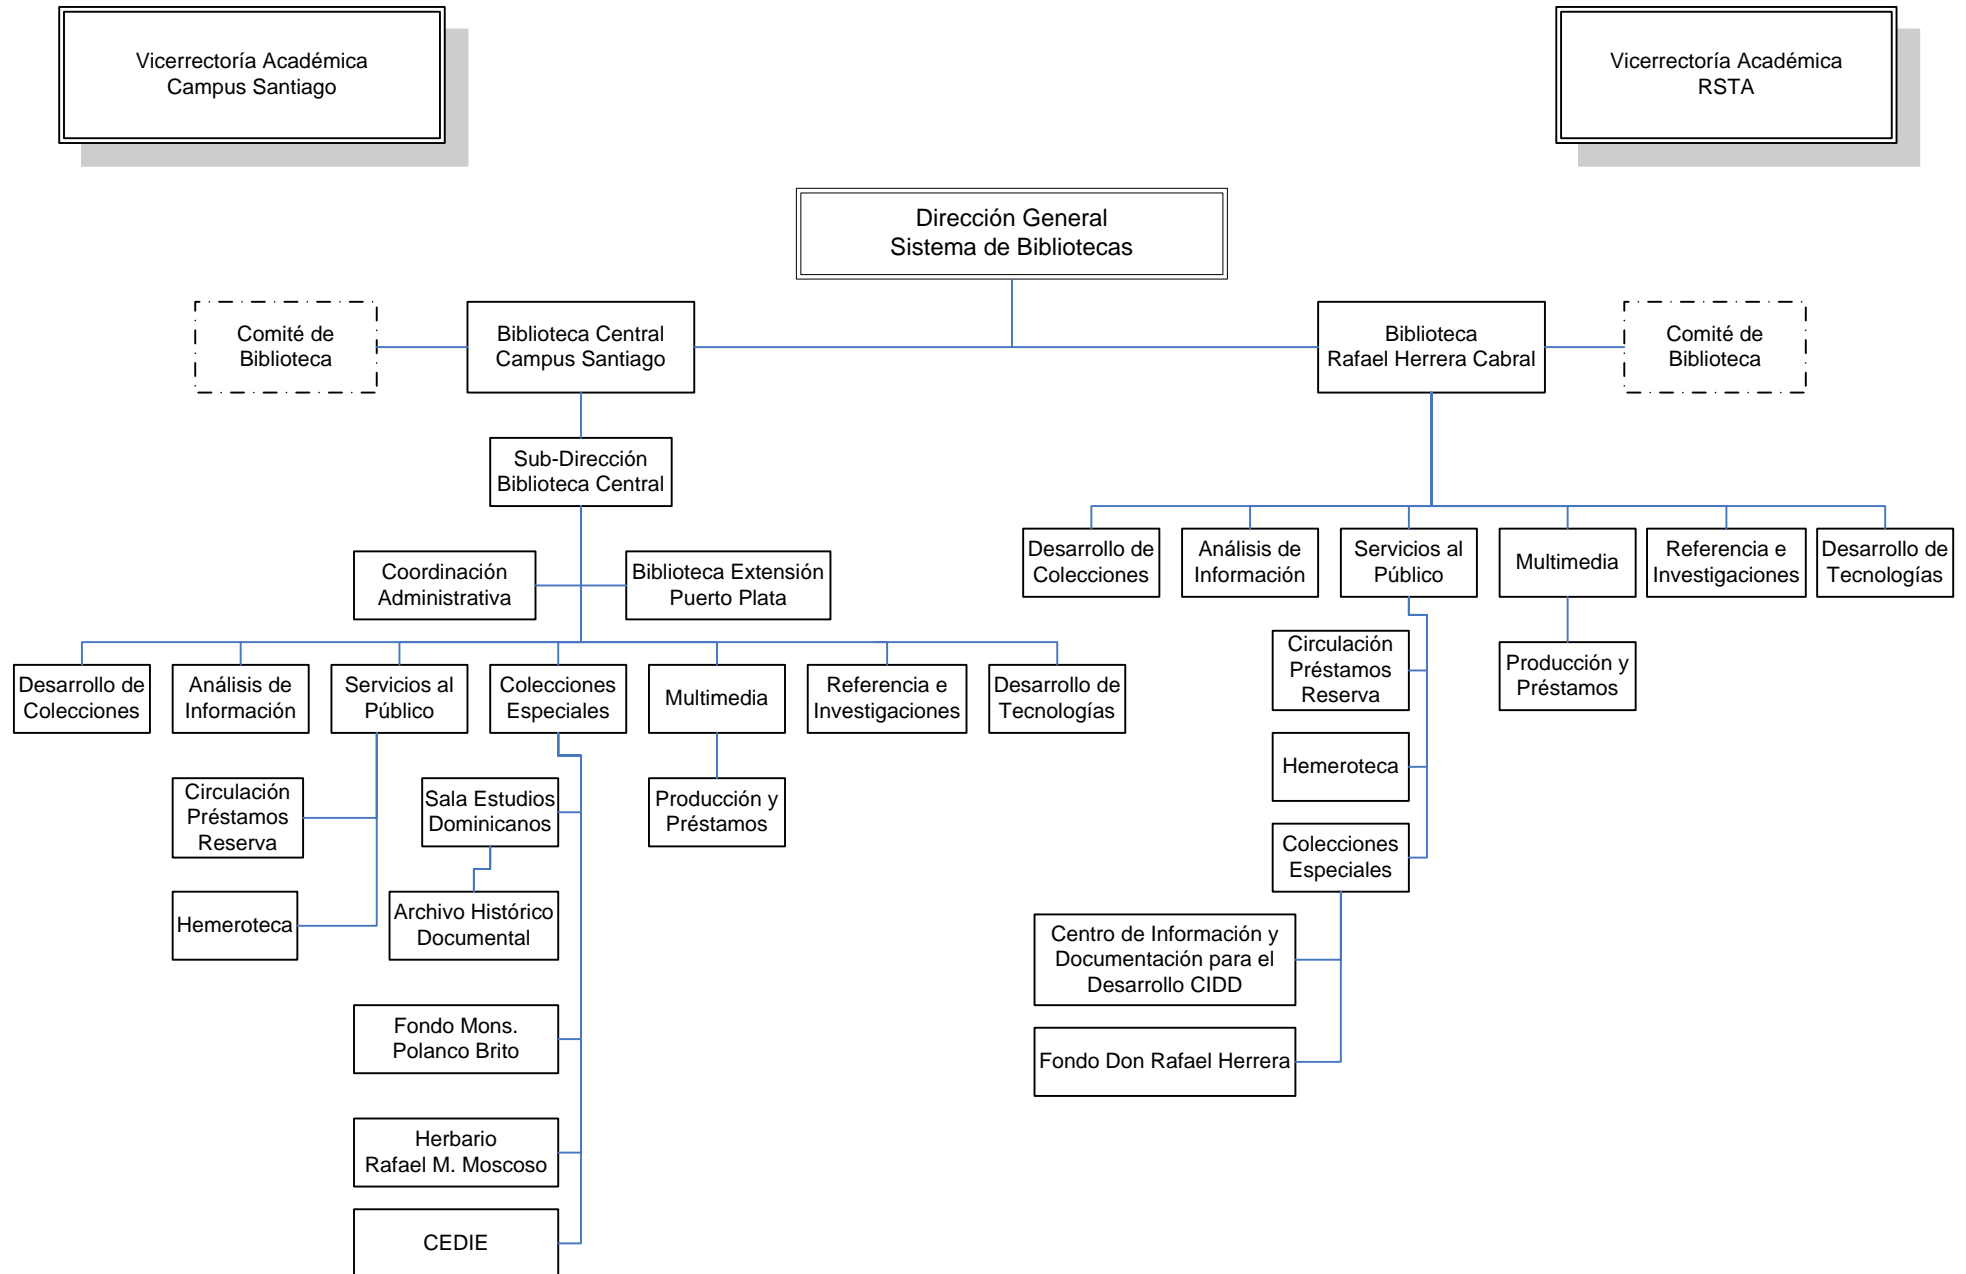 Vicerrectoría Académica
Campus Santiago
Vicerrectoría Académica
RSTA
Dirección General
Sistema de Bibliotecas
Comité de
Biblioteca
Biblioteca Central
Campus Santiago
Biblioteca
Rafael Herrera Cabral
Comité de
Biblioteca
Sub-Dirección
Biblioteca Central
Coordinación
Administrativa
Biblioteca Extensión
Puerto Plata
Desarrollo de
Colecciones
Análisis de
Información
Servicios al
Público
Colecciones
Especiales
Multimedia
Referencia e
Investigaciones
Desarrollo de
Tecnologías
Circulación
Préstamos
Reserva
Hemeroteca
Sala Estudios
Dominicanos
Archivo Histórico
Documental
Fondo Mons.
Polanco Brito
Herbario
Rafael M. Moscoso
CEDIE
Producción y
Préstamos
Desarrollo de
Colecciones
Análisis de
Información
Servicios al
Público
Multimedia
Referencia e
Investigaciones
Desarrollo de
Tecnologías
Circulación
Préstamos
Reserva
Hemeroteca
Colecciones
Especiales
Centro de Información y
Documentación para el
Desarrollo CIDD
Fondo Don Rafael Herrera
Producción y
Préstamos